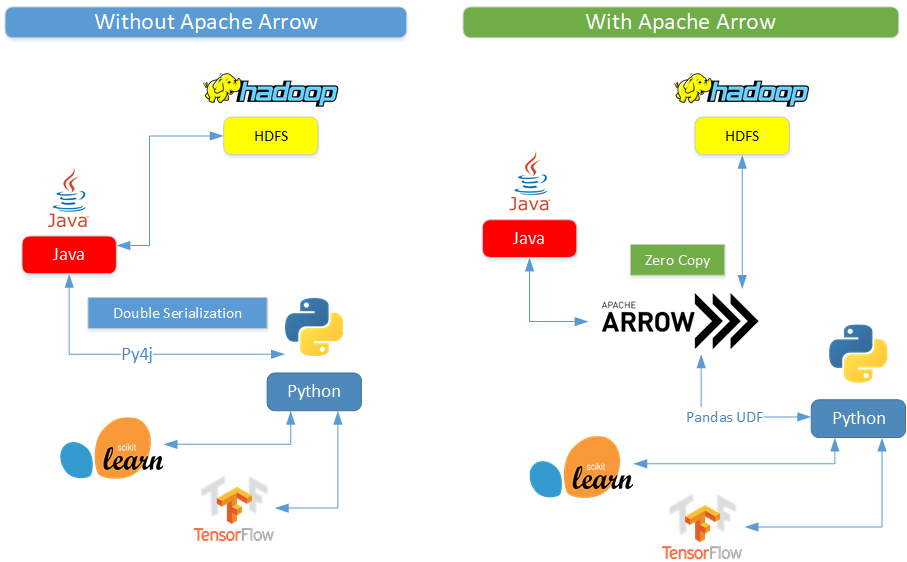 Without Apache Arrow
hadoop
HDFS
Java
Java
Double Serialization
Py4j
Python
scikit
learn
TensorFlow
With Apache Arrow
hadoop
HDFS
Java
Java
Zero Copy
APACHE
ARROW
Pandas UDF
Python
scikit
learn
TensorFlow